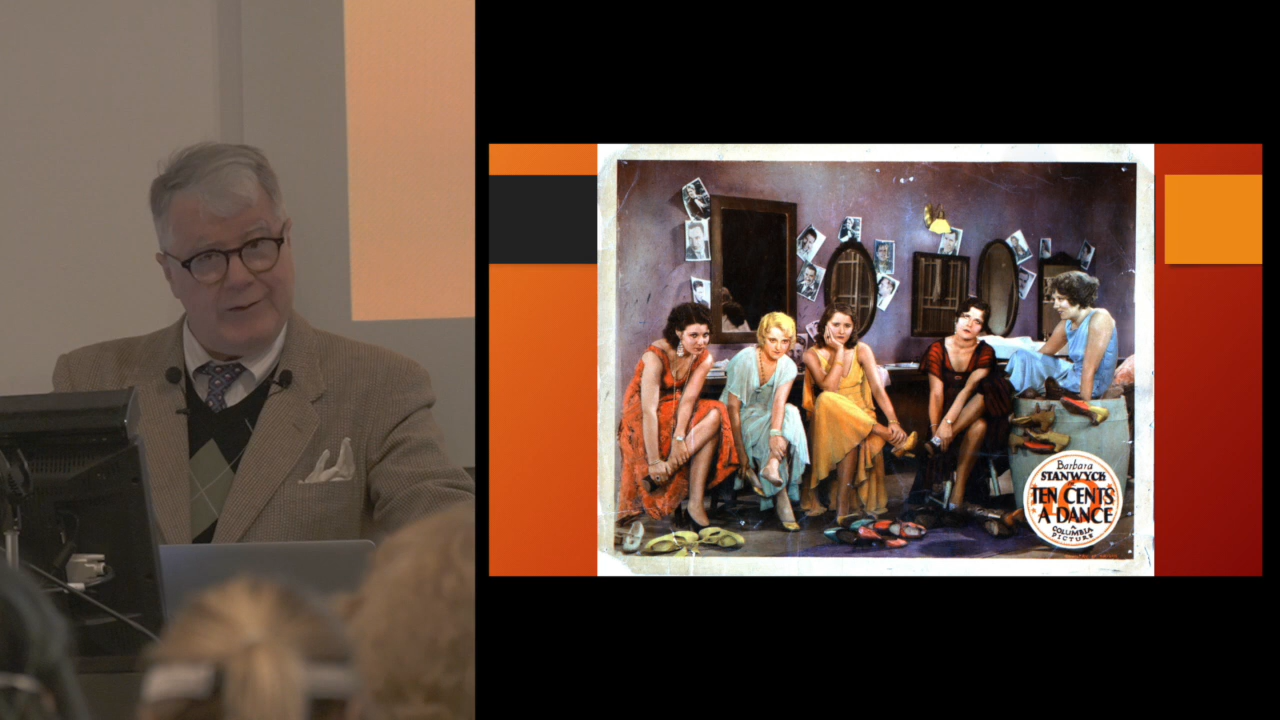 Barbara
STANWYCK
TEN CENTS
A DANCE
A
COLUMBIA
PICTURE